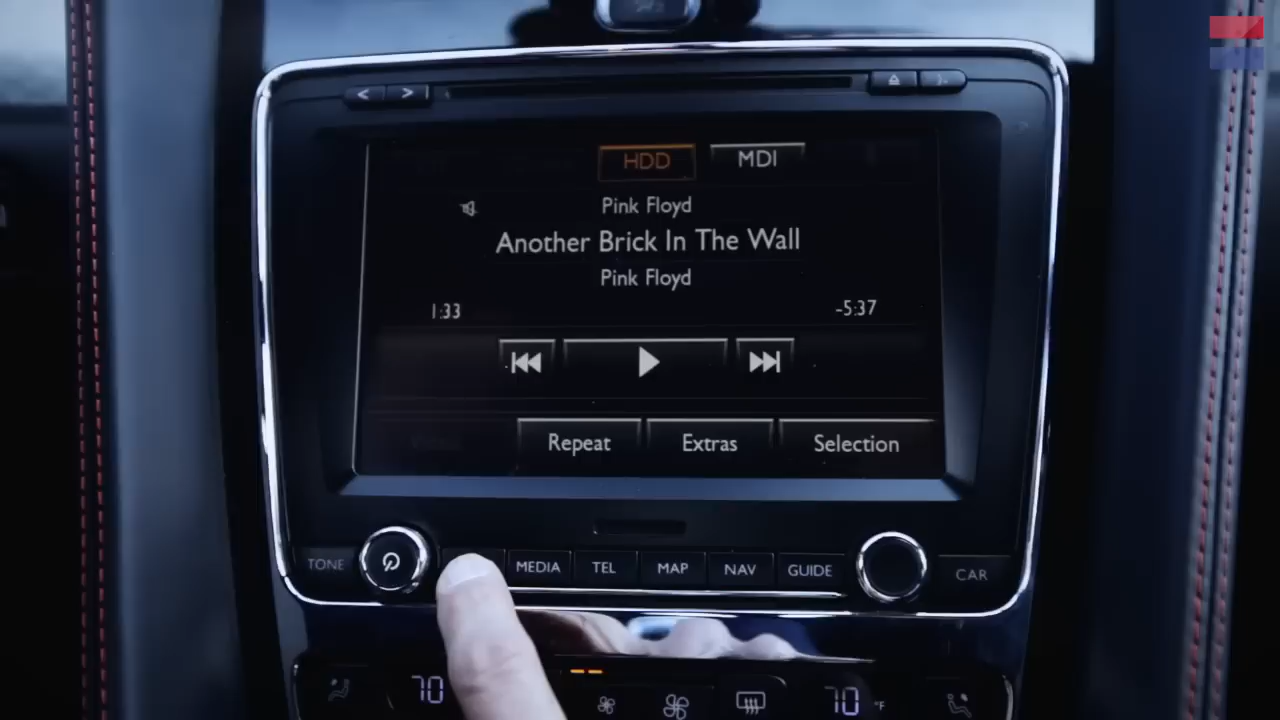 HDD MDI
Pink Floyd
Another Brick In The Wall
Pink Floyd
1:33 -5:37
Repeat Extras Selection
TONE MEDIA TEL MAP NAV GUIDE CAR
70 70 °F